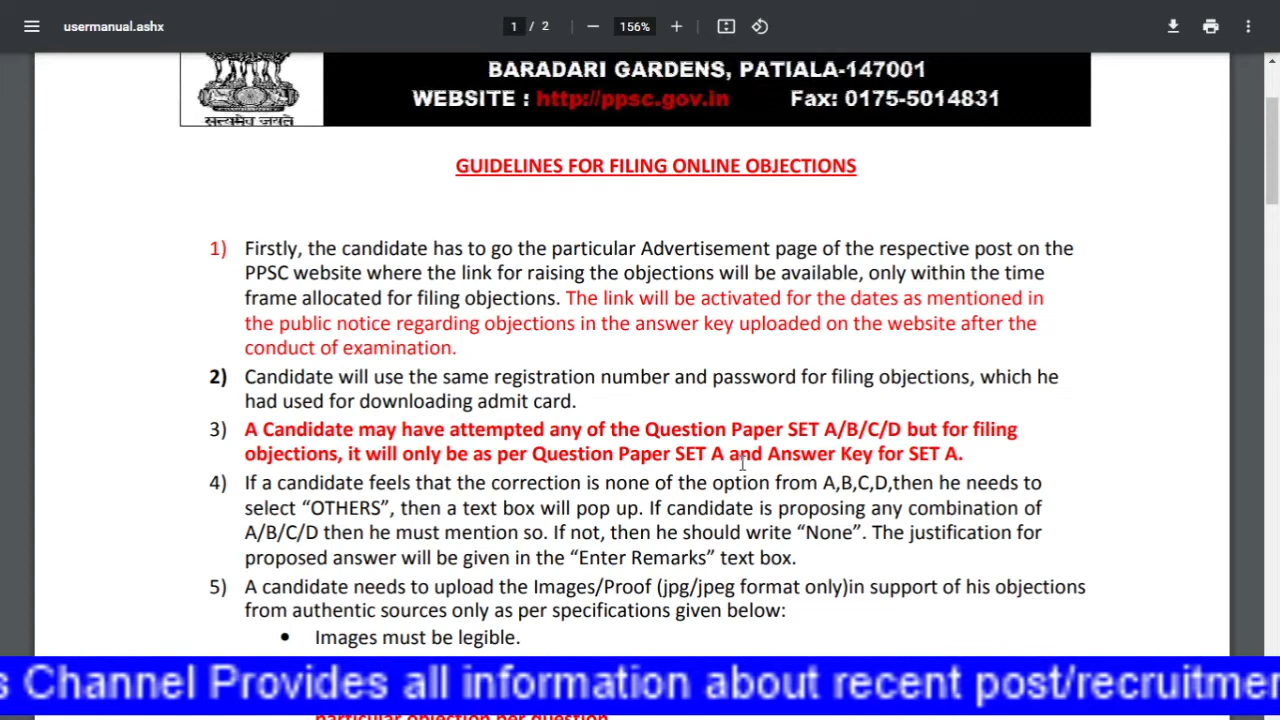 usermanual.ashx
1 / 2
156%
सत्यमेव जयते
BARADARI GARDENS, PATIALA-147001
WEBSITE : http://ppsc.gov.in Fax: 0175-5014831
GUIDELINES FOR FILING ONLINE OBJECTIONS
1) Firstly, the candidate has to go the particular Advertisement page of the respective post on the
PPSC website where the link for raising the objections will be available, only within the time
frame allocated for filing objections. The link will be activated for the dates as mentioned in
the public notice regarding objections in the answer key uploaded on the website after the
conduct of examination.
2) Candidate will use the same registration number and password for filing objections, which he
had used for downloading admit card.
3) A Candidate may have attempted any of the Question Paper SET A/B/C/D but for filing
objections, it will only be as per Question Paper SET A and Answer Key for SET A.
4) If a candidate feels that the correction is none of the option from A,B,C,D,then he needs to
select “OTHERS”, then a text box will pop up. If candidate is proposing any combination of
A/B/C/D then he must mention so. If not, then he should write “None”. The justification for
proposed answer will be given in the “Enter Remarks” text box.
5) A candidate needs to upload the Images/Proof (jpg/jpeg format only)in support of his objections
from authentic sources only as per specifications given below:
• Images must be legible.
s Channel Provides all information about recent post/recruitme
particular objection per question